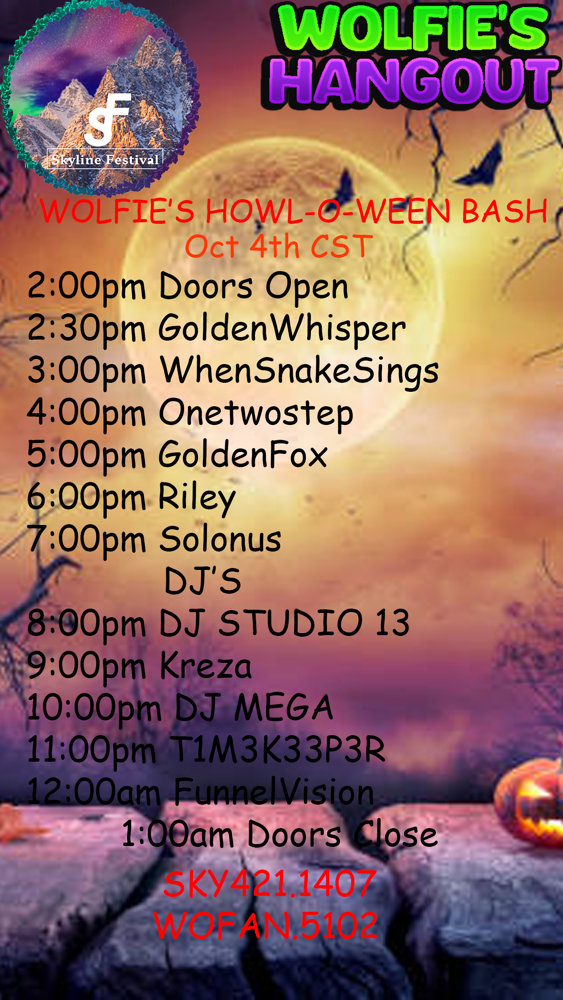 WOLFIE'S
HANGOUT
SF
Skyline Festival
WOLFIE'S HOWL-O-WEEN BASH
Oct 4th CST
2:00pm Doors Open
2:30pm GoldenWhisper
3:00pm WhenSnakeSings
4:00pm Onetwostep
5:00pm GoldenFox
6:00pm Riley
7:00pm Solonus
DJ'S
8:00pm DJ STUDIO 13
9:00pm Kreza
10:00pm DJ MEGA
11:00pm T1M3K33P3R
12:00am FunnelVision
1:00am Doors Close
SKY421.1407
WOFAN.5102